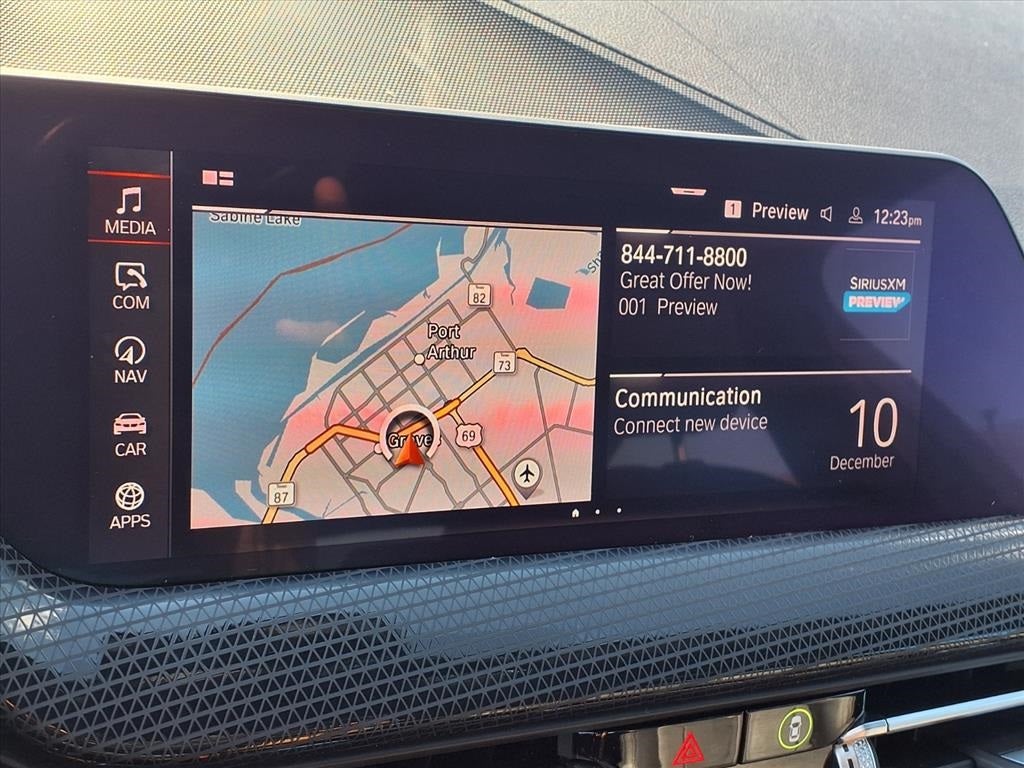 MEDIA
COM
NAV
CAR
APPS
1 Preview 12:23pm
Sabine Lake
82
Port
Arthur
73
Groves
69
87
844-711-8800
Great Offer Now!
001 Preview
SIRIUSXM
PREVIEW
Communication
Connect new device
10
December